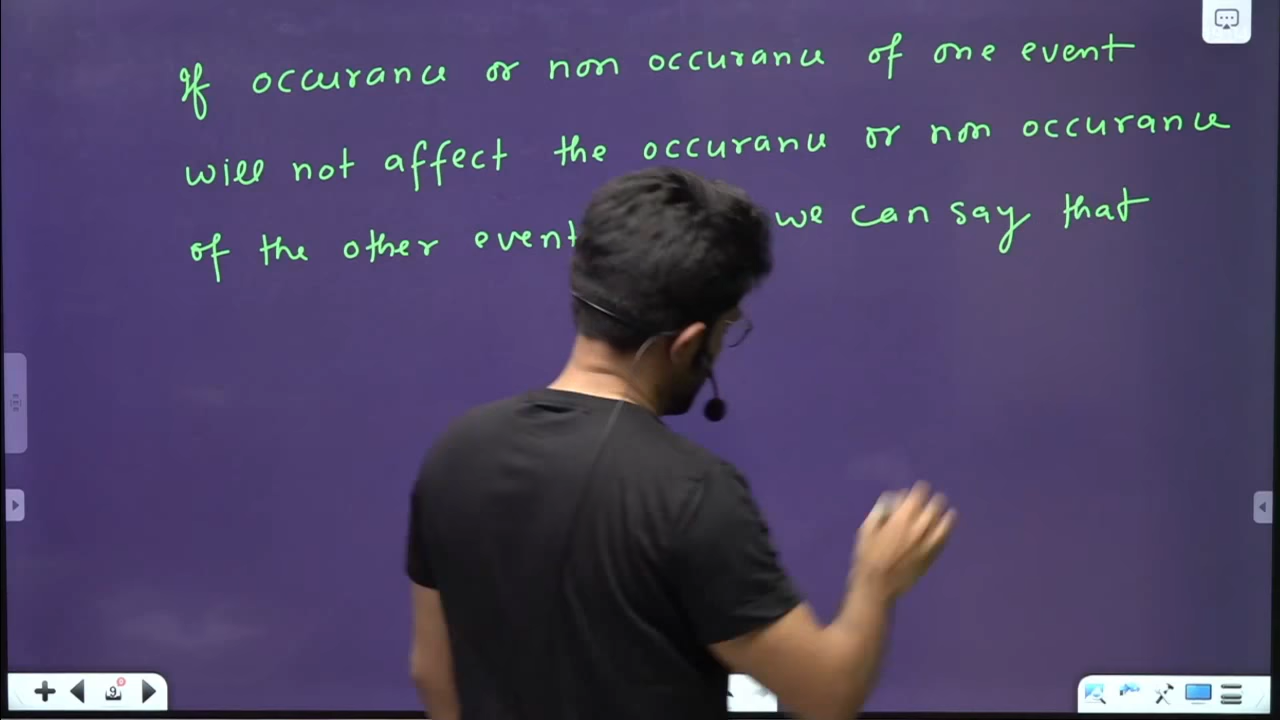 If occurance or non occurance of one event
will not affect the occurance or non occurance
of the other event we can say that
9